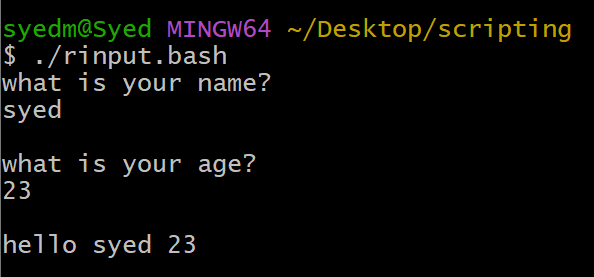 syedm@Syed MINGW64 ~/Desktop/scripting
$ ./rinput.bash
what is your name?
syed
what is your age?
23
hello syed 23